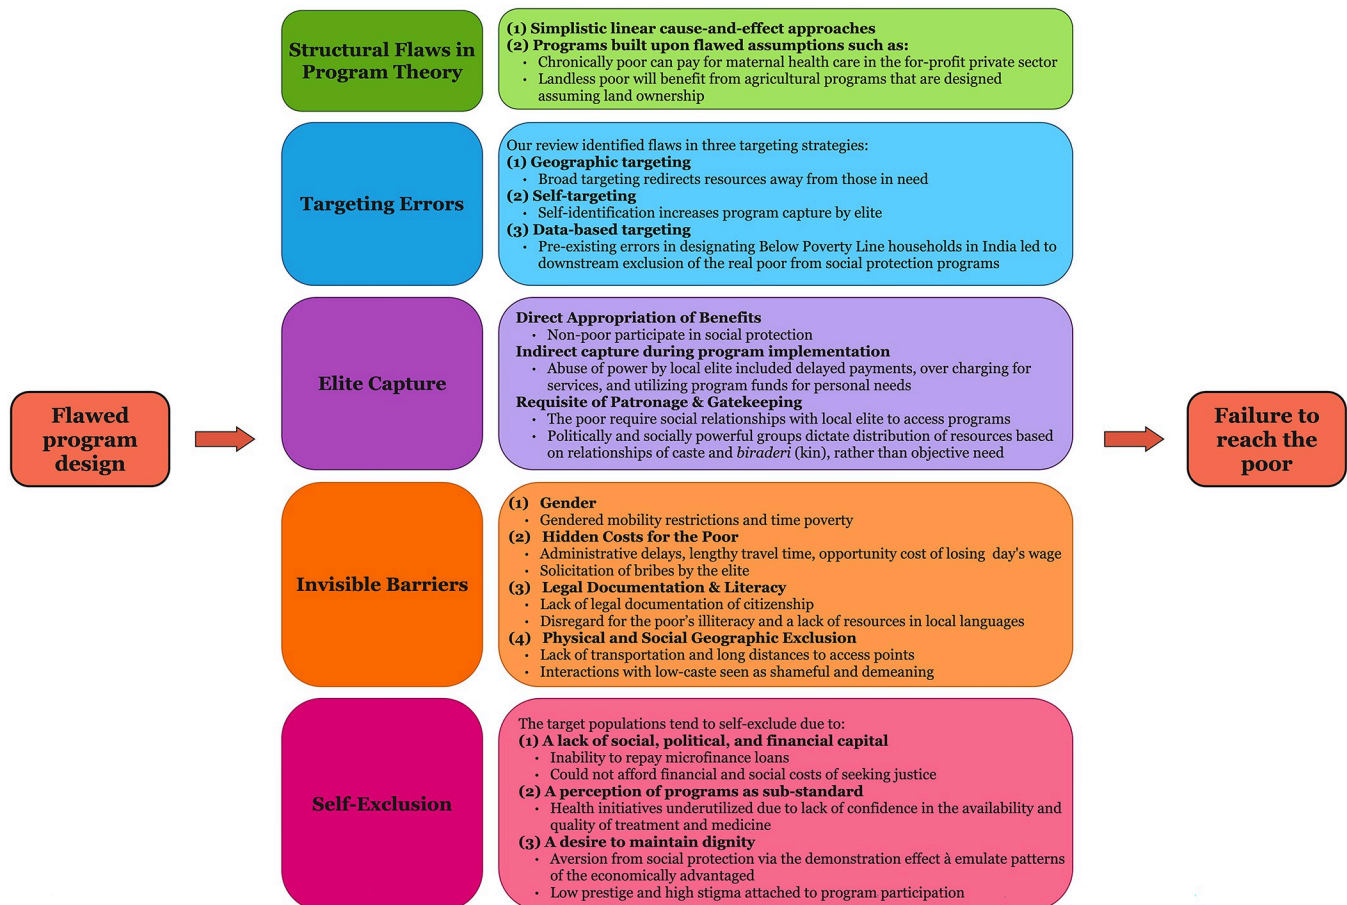 Flawed
program
design
Structural Flaws in
Program Theory
(1) Simplistic linear cause-and-effect approaches
(2) Programs built upon flawed assumptions such as:
• Chronically poor can pay for maternal health care in the for-profit private sector
• Landless poor will benefit from agricultural programs that are designed
assuming land ownership
Targeting Errors
Our review identified flaws in three targeting strategies:
(1) Geographic targeting
• Broad targeting redirects resources away from those in need
(2) Self-targeting
• Self-identification increases program capture by elite
(3) Data-based targeting
• Pre-existing errors in designating Below Poverty Line households in India led to
downstream exclusion of the real poor from social protection programs
Elite Capture
Direct Appropriation of Benefits
• Non-poor participate in social protection
Indirect capture during program implementation
• Abuse of power by local elite included delayed payments, over charging for
services, and utilizing program funds for personal needs
Requisite of Patronage & Gatekeeping
• The poor require social relationships with local elite to access programs
• Politically and socially powerful groups dictate distribution of resources based
on relationships of caste and biraderi (kin), rather than objective need
Invisible Barriers
(1) Gender
• Gendered mobility restrictions and time poverty
(2) Hidden Costs for the Poor
• Administrative delays, lengthy travel time, opportunity cost of losing day's wage
• Solicitation of bribes by the elite
(3) Legal Documentation & Literacy
• Lack of legal documentation of citizenship
• Disregard for the poor's illiteracy and a lack of resources in local languages
(4) Physical and Social Geographic Exclusion
• Lack of transportation and long distances to access points
• Interactions with low-caste seen as shameful and demeaning
Self-Exclusion
The target populations tend to self-exclude due to:
(1) A lack of social, political, and financial capital
• Inability to repay microfinance loans
• Could not afford financial and social costs of seeking justice
(2) A perception of programs as sub-standard
• Health initiatives underutilized due to lack of confidence in the availability and
quality of treatment and medicine
(3) A desire to maintain dignity
• Aversion from social protection via the demonstration effect à emulate patterns
of the economically advantaged
• Low prestige and high stigma attached to program participation
Failure to
reach the
poor